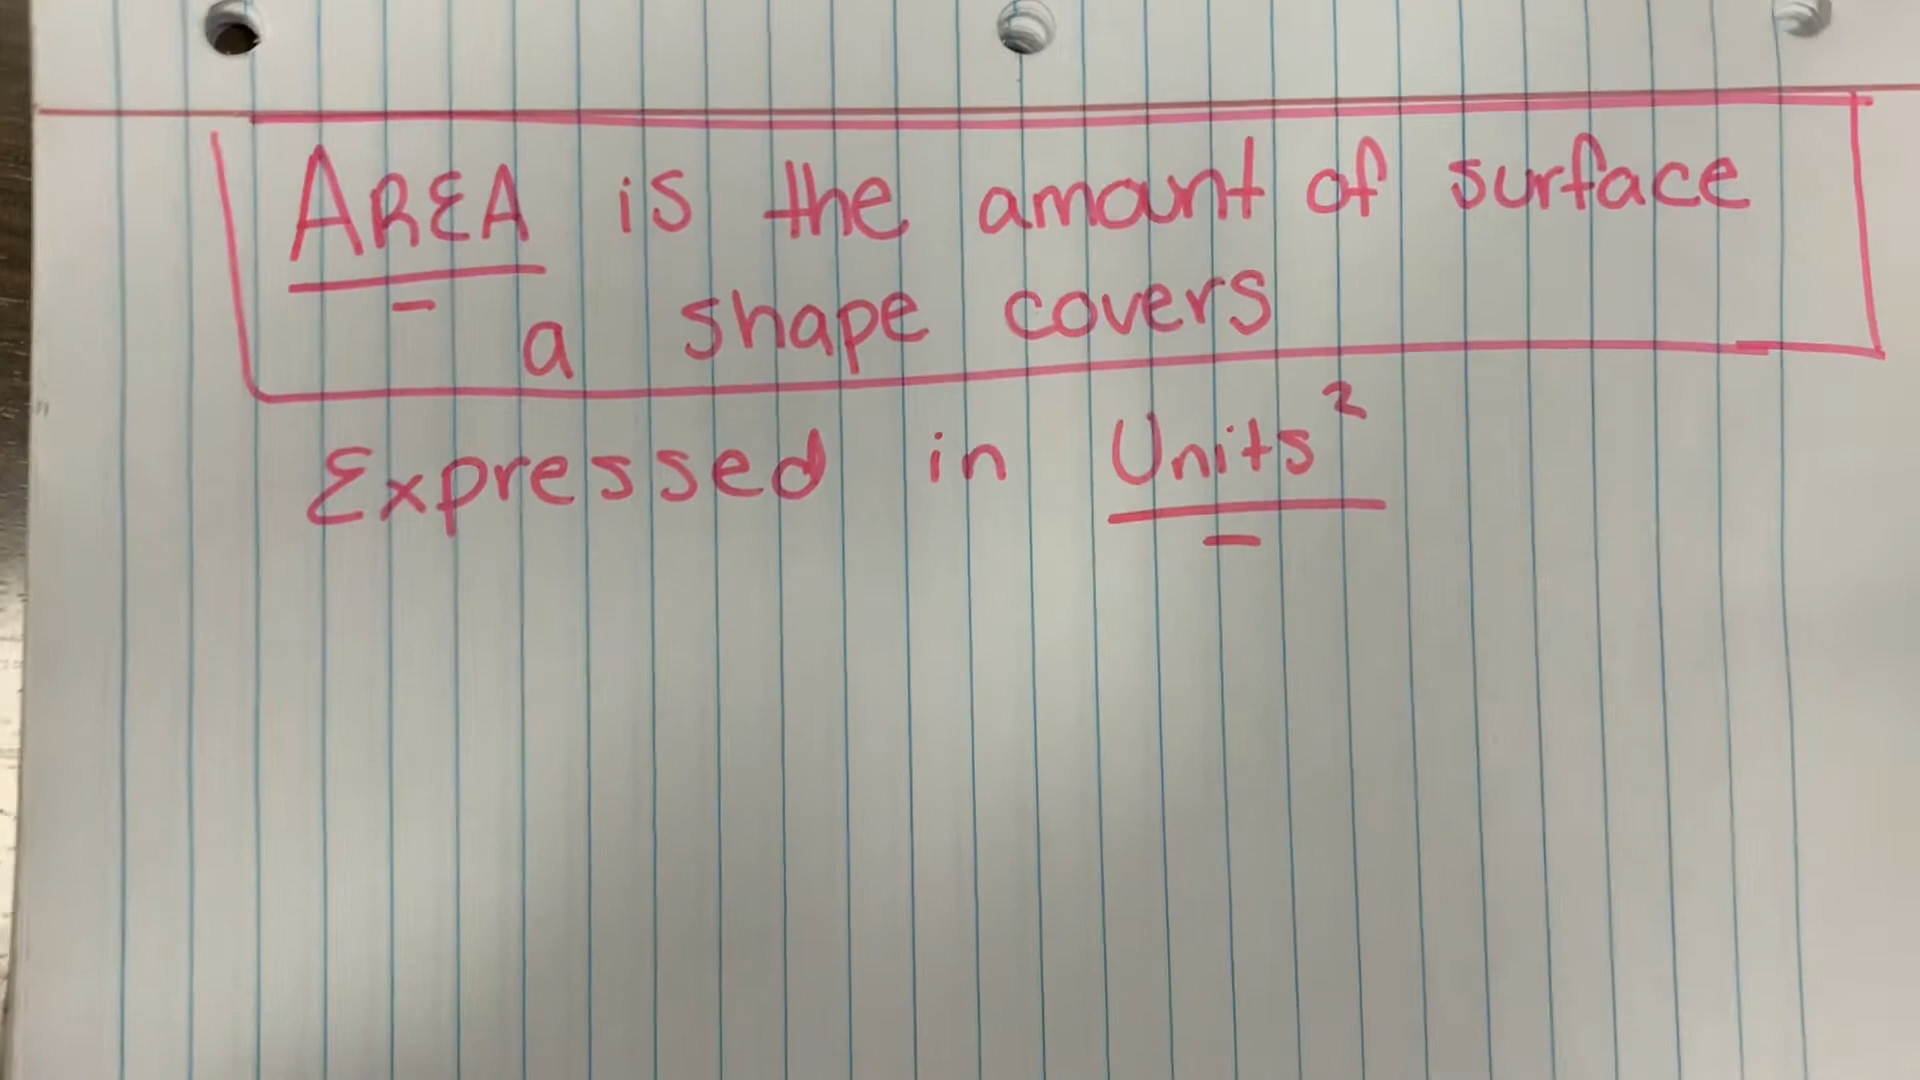 AREA is the amount of surface
a shape covers
Expressed in Units²